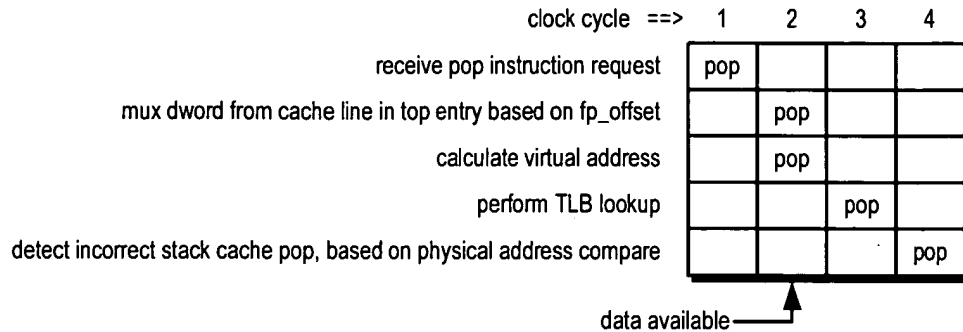 clock cycle ==> 1 2 3 4
receive pop instruction request pop
mux dword from cache line in top entry based on fp_offset pop
calculate virtual address pop
perform TLB lookup pop
detect incorrect stack cache pop, based on physical address compare pop
data available